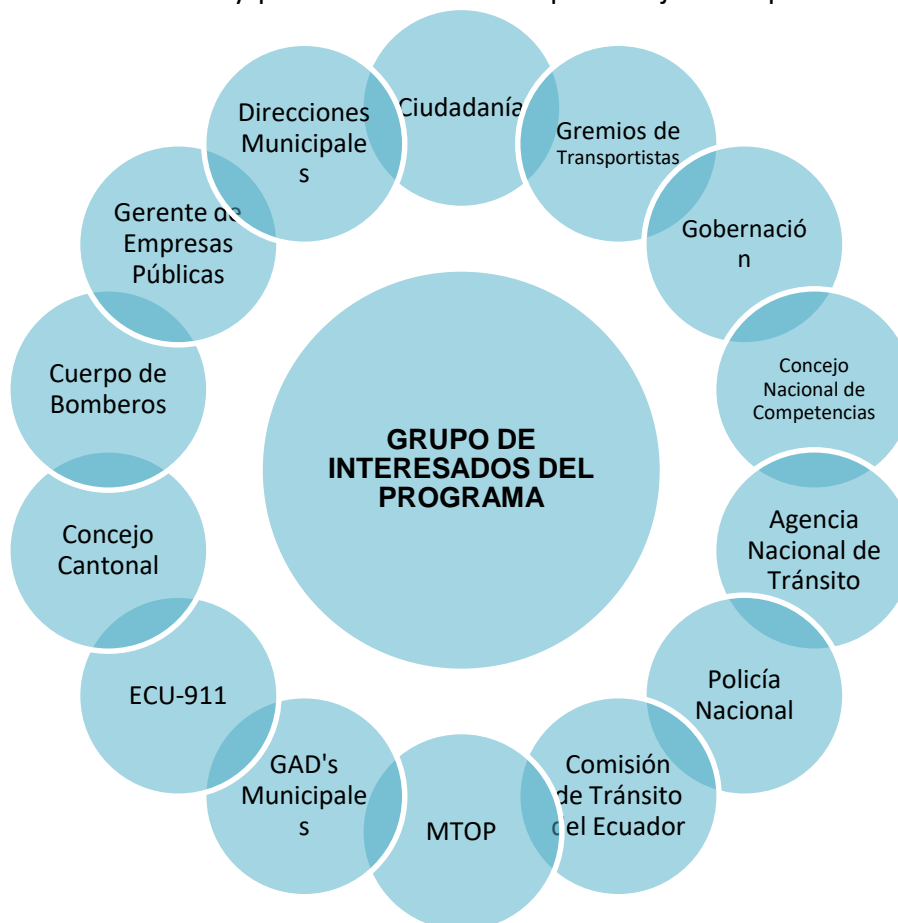 Ciudadanía
Gremios de
Transportistas
Gobernació
n
Concejo
Nacional de
Competencias
Agencia
Nacional de
Tránsito
Policía
Nacional
Comisión
de Tránsito
del Ecuador
MTOP
GAD's
Municipale
s
ECU-911
Concejo
Cantonal
Cuerpo de
Bomberos
Gerente de
Empresas
Públicas
Direcciones
Municipale
s
GRUPO DE
INTERESADOS DEL
PROGRAMA